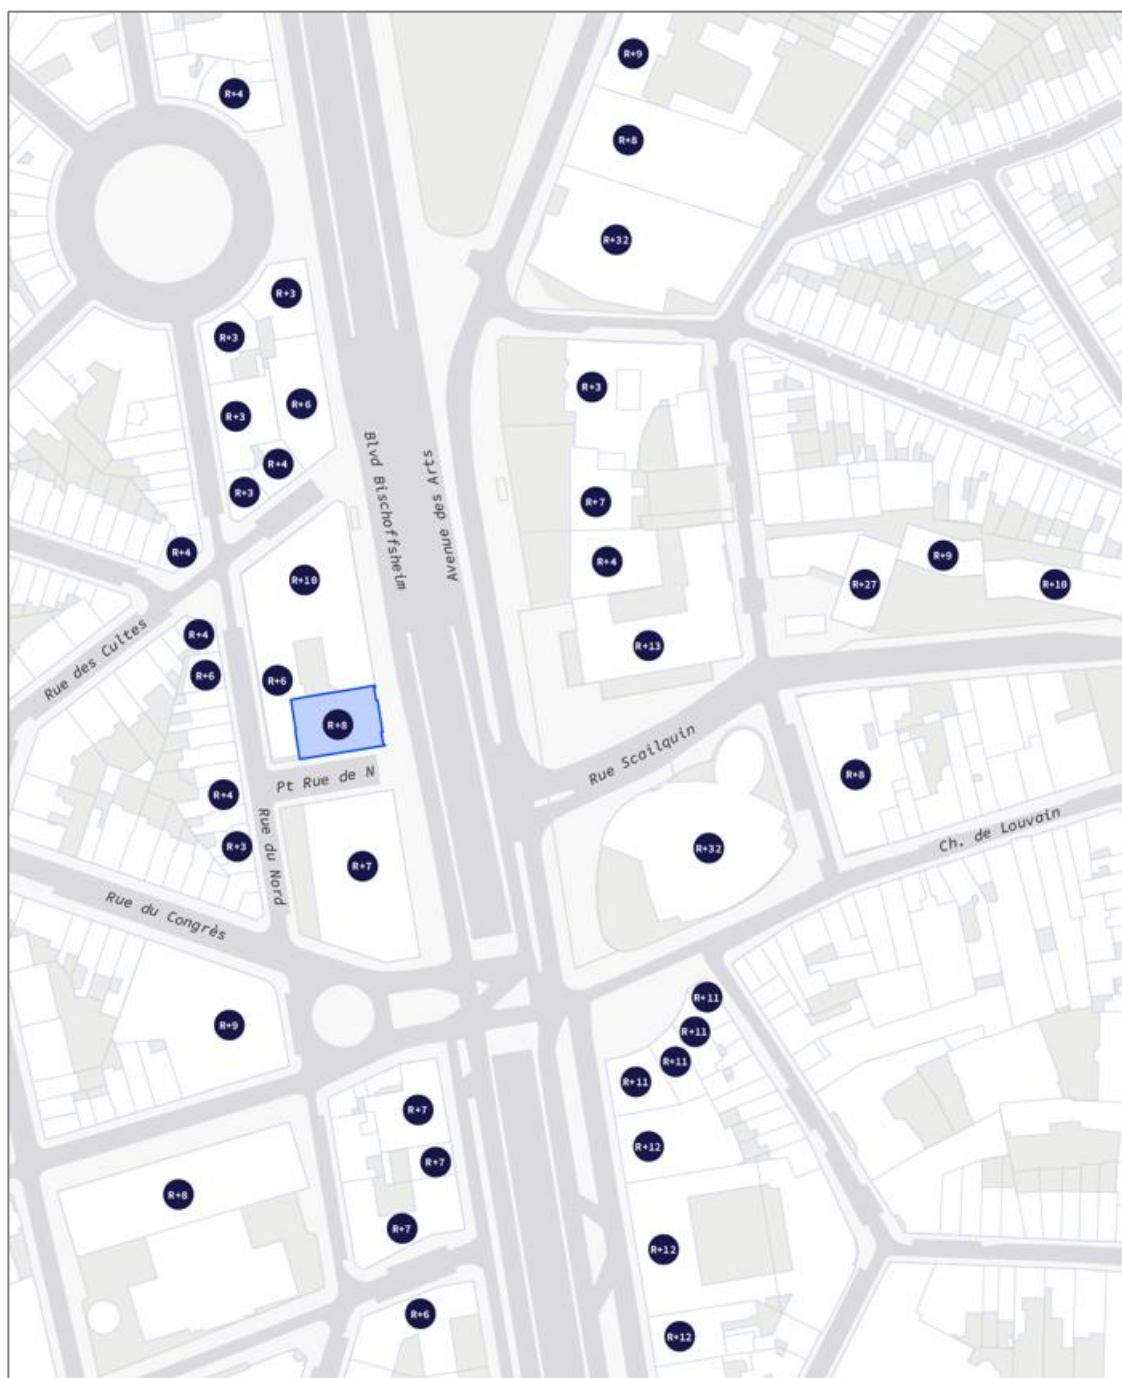 R+9
R+4
R+8
R+32
R+3
R+3
R+3
R+6
R+3
R+4
R+3
Blvd Bischoffsheim
Avenue des Arts
R+7
R+4
R+4
R+9
R+27
R+10
R+10
Rue des Cultes
R+4
R+13
R+6
R+6
R+8
Rue Scailquin
Pt Rue de N
R+8
R+4
Ch. de Louvain
R+3
Rue du Nord
R+7
R+32
Rue du Congrès
R+11
R+9
R+11
R+11
R+11
R+7
R+12
R+7
R+8
R+7
R+12
R+6
R+12